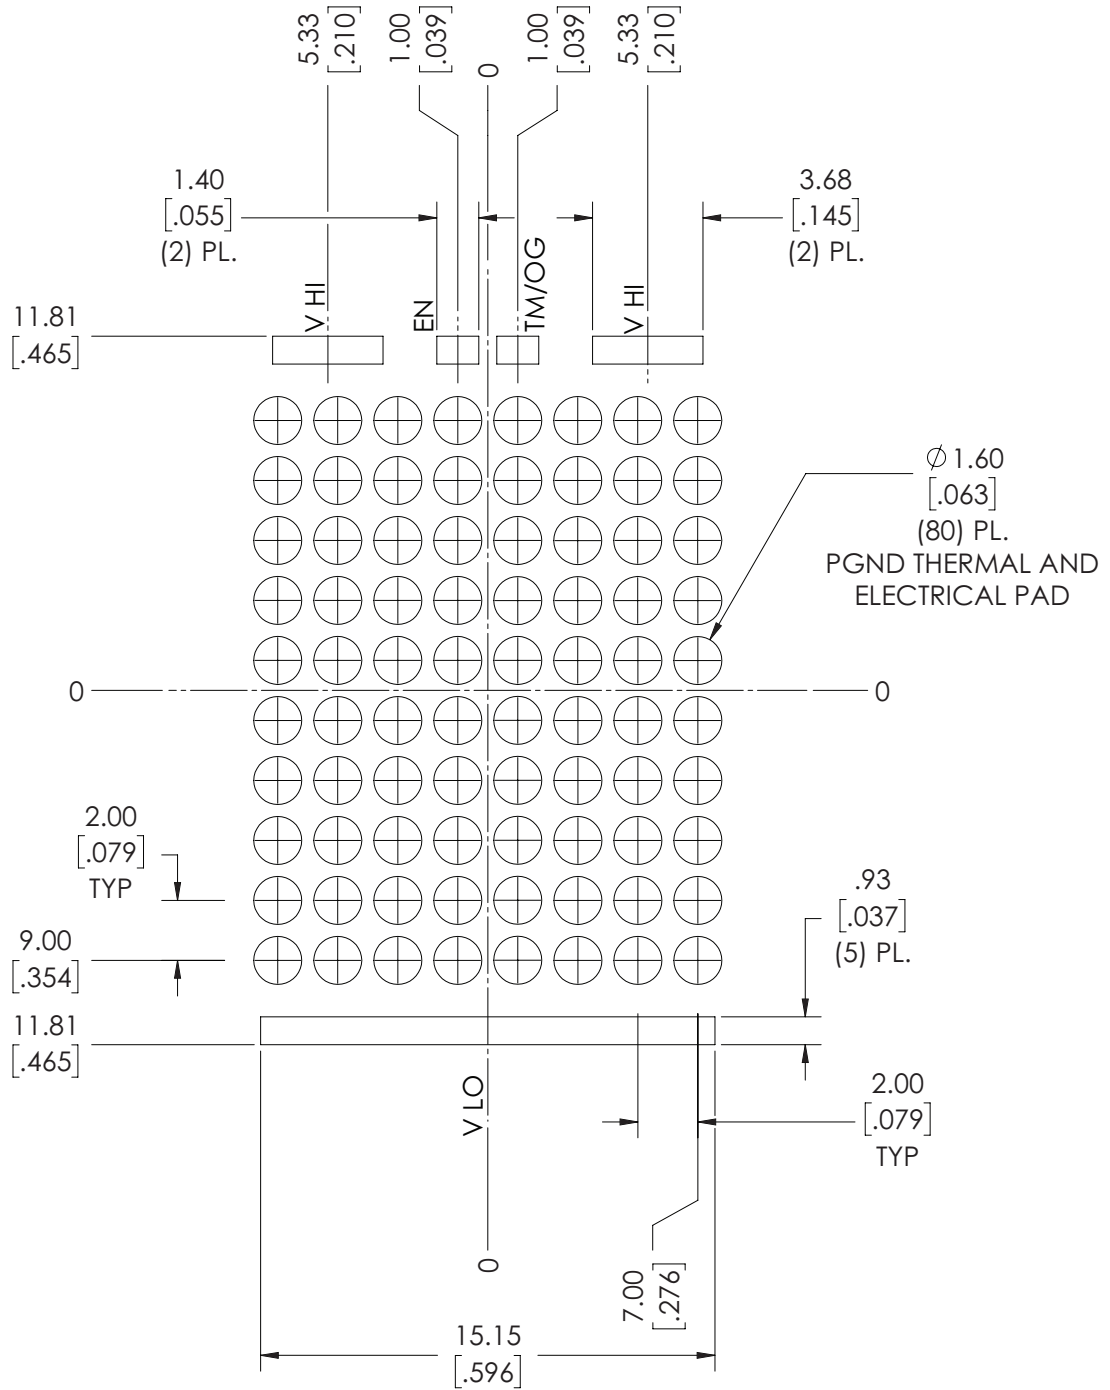 5.33
[.210]
1.00
[.039]
0
1.00
[.039]
5.33
[.210]
1.40
[.055]
(2) PL.
3.68
[.145]
(2) PL.
V HI
EN
TM/OG
V HI
11.81
[.465]
Ø 1.60
[.063]
(80) PL.
PGND THERMAL AND
ELECTRICAL PAD
0
0
2.00
[.079]
TYP
.93
[.037]
(5) PL.
9.00
[.354]
11.81
[.465]
V LO
2.00
[.079]
TYP
0
7.00
[.276]
15.15
[.596]